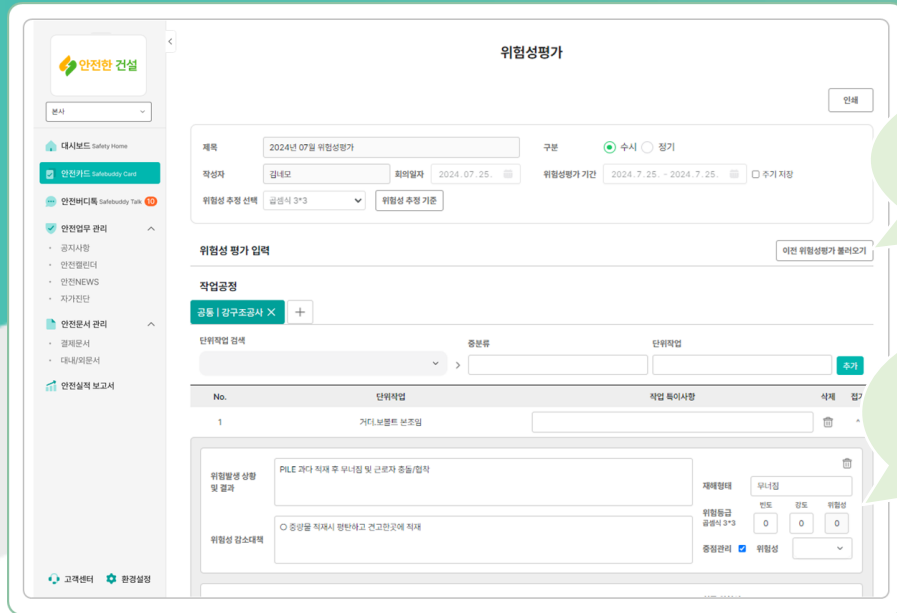 안전한 건설
본사
대시보드 Safety Home
안전카드 Safebuddy Card
안전버디톡 Safebuddy Talk 10
안전업무 관리
공지사항
안전캘린더
안전NEWS
자가진단
안전문서 관리
결제문서
대내/외문서
안전실적 보고서
고객센터 환경설정
위험성평가
인쇄
제목 2024년 07월 위험성평가 구분 수시 정기
작성자 김네모 회의일자 2024.07.25. 위험성평가 기간 2024.7.25. - 2024.7.25. 주기 저장
위험성 추정 선택 곱셈식 3*3 위험성 추정 기준
위험성 평가 입력 이전 위험성평가 불러오기
작업공정
공통 | 강구조공사 × +
단위작업 검색 중분류 단위작업
추가
No. 단위작업 작업 특이사항 삭제 접기
1 거더.보볼트 본조임
위험발생 상황 및 결과
PILE 과다 적재 후 무너짐 및 근로자 충돌/협착
재해형태 무너짐
위험등급 곱셈식 3*3 빈도 강도 위험성
0 0 0
위험성 감소대책
O 중량물 적재시 평탄하고 견고한곳에 적재
중점관리 위험성